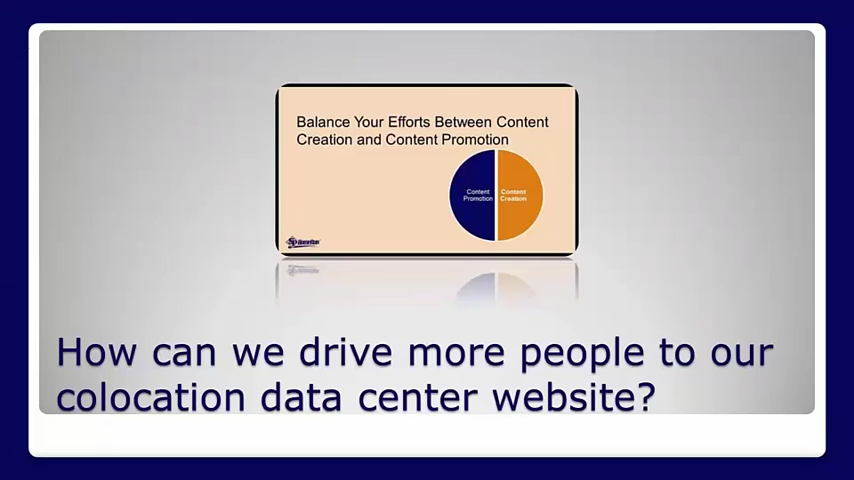 Balance Your Efforts Between Content
Creation and Content Promotion
Content
Promotion
Content
Creation
SP
How can we drive more people to our
colocation data center website?